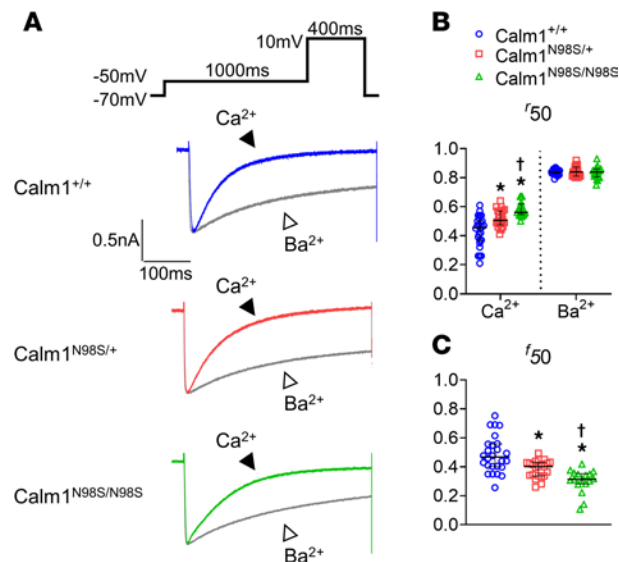 A
400ms
10mV
-50mV
1000ms
-70mV
Ca²⁺
Calm1⁺/⁺
0.5nA
100ms
Ba²⁺
Ca²⁺
Calm1ᴺ⁹⁸ˢ/⁺
Ba²⁺
Ca²⁺
Calm1ᴺ⁹⁸ˢ/ᴺ⁹⁸ˢ
Ba²⁺
B
Calm1⁺/⁺
Calm1ᴺ⁹⁸ˢ/⁺
Calm1ᴺ⁹⁸ˢ/ᴺ⁹⁸ˢ
r50
1.0
0.8
0.6
0.4
0.2
0.0
*
†
*
Ca²⁺ Ba²⁺
C
f50
1.0
0.8
0.6
0.4
0.2
0.0
*
†
*